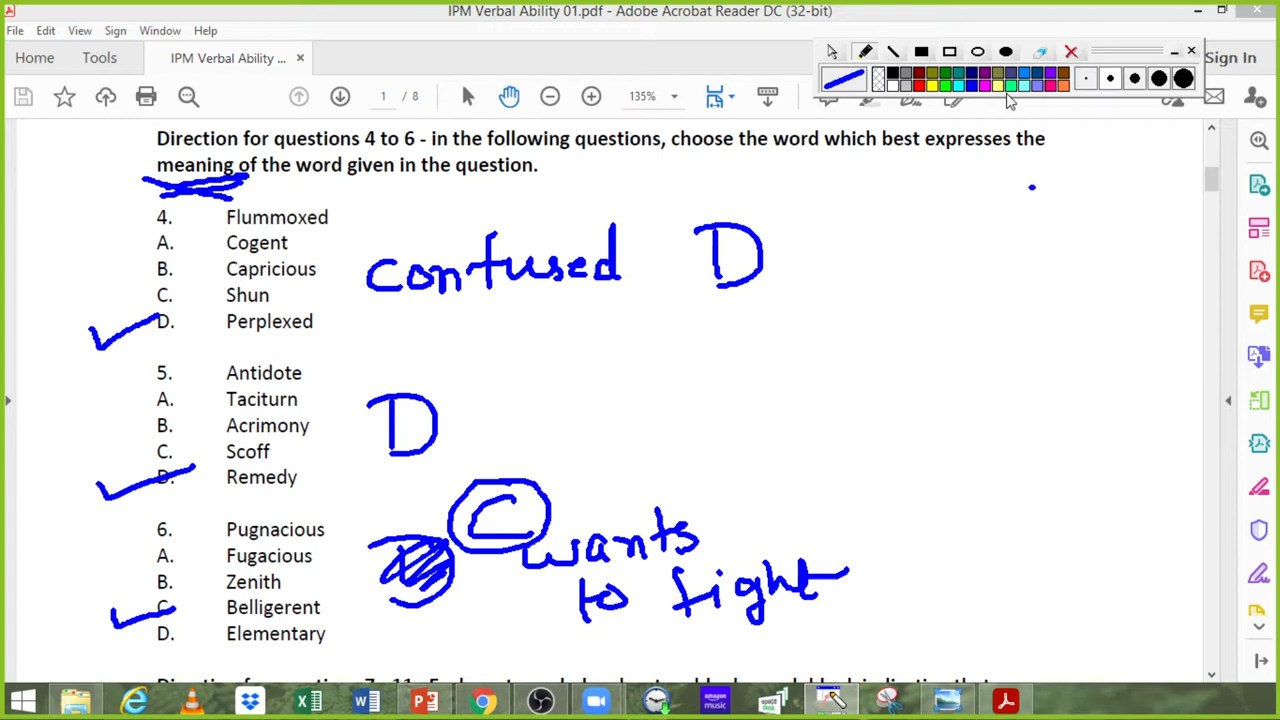 IPM Verbal Ability 01.pdf - Adobe Acrobat Reader DC (32-bit)
File Edit View Sign Window Help
Home Tools IPM Verbal Ability ... × Sign In
1 / 8 135%
Direction for questions 4 to 6 - in the following questions, choose the word which best expresses the
meaning of the word given in the question.
4. Flummoxed
A. Cogent
B. Capricious
confused D
C. Shun
D. Perplexed
5. Antidote
A. Taciturn
B. Acrimony
D
C. Scoff
D. Remedy
C
6. Pugnacious
wants
A. Fugacious
B. Zenith
to fight
C. Belligerent
D. Elementary
amazon
music